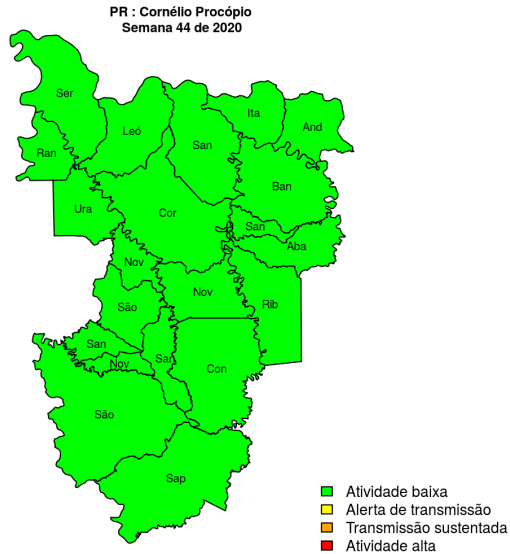 PR : Cornélio Procópio
Semana 44 de 2020
Ser
Ita
Leó
And
San
Ran
Ban
Ura
Cor
San
Aba
Nov
Nov
Rib
São
San
San
Nov
Con
São
Sap
Atividade baixa
Alerta de transmissão
Transmissão sustentada
Atividade alta